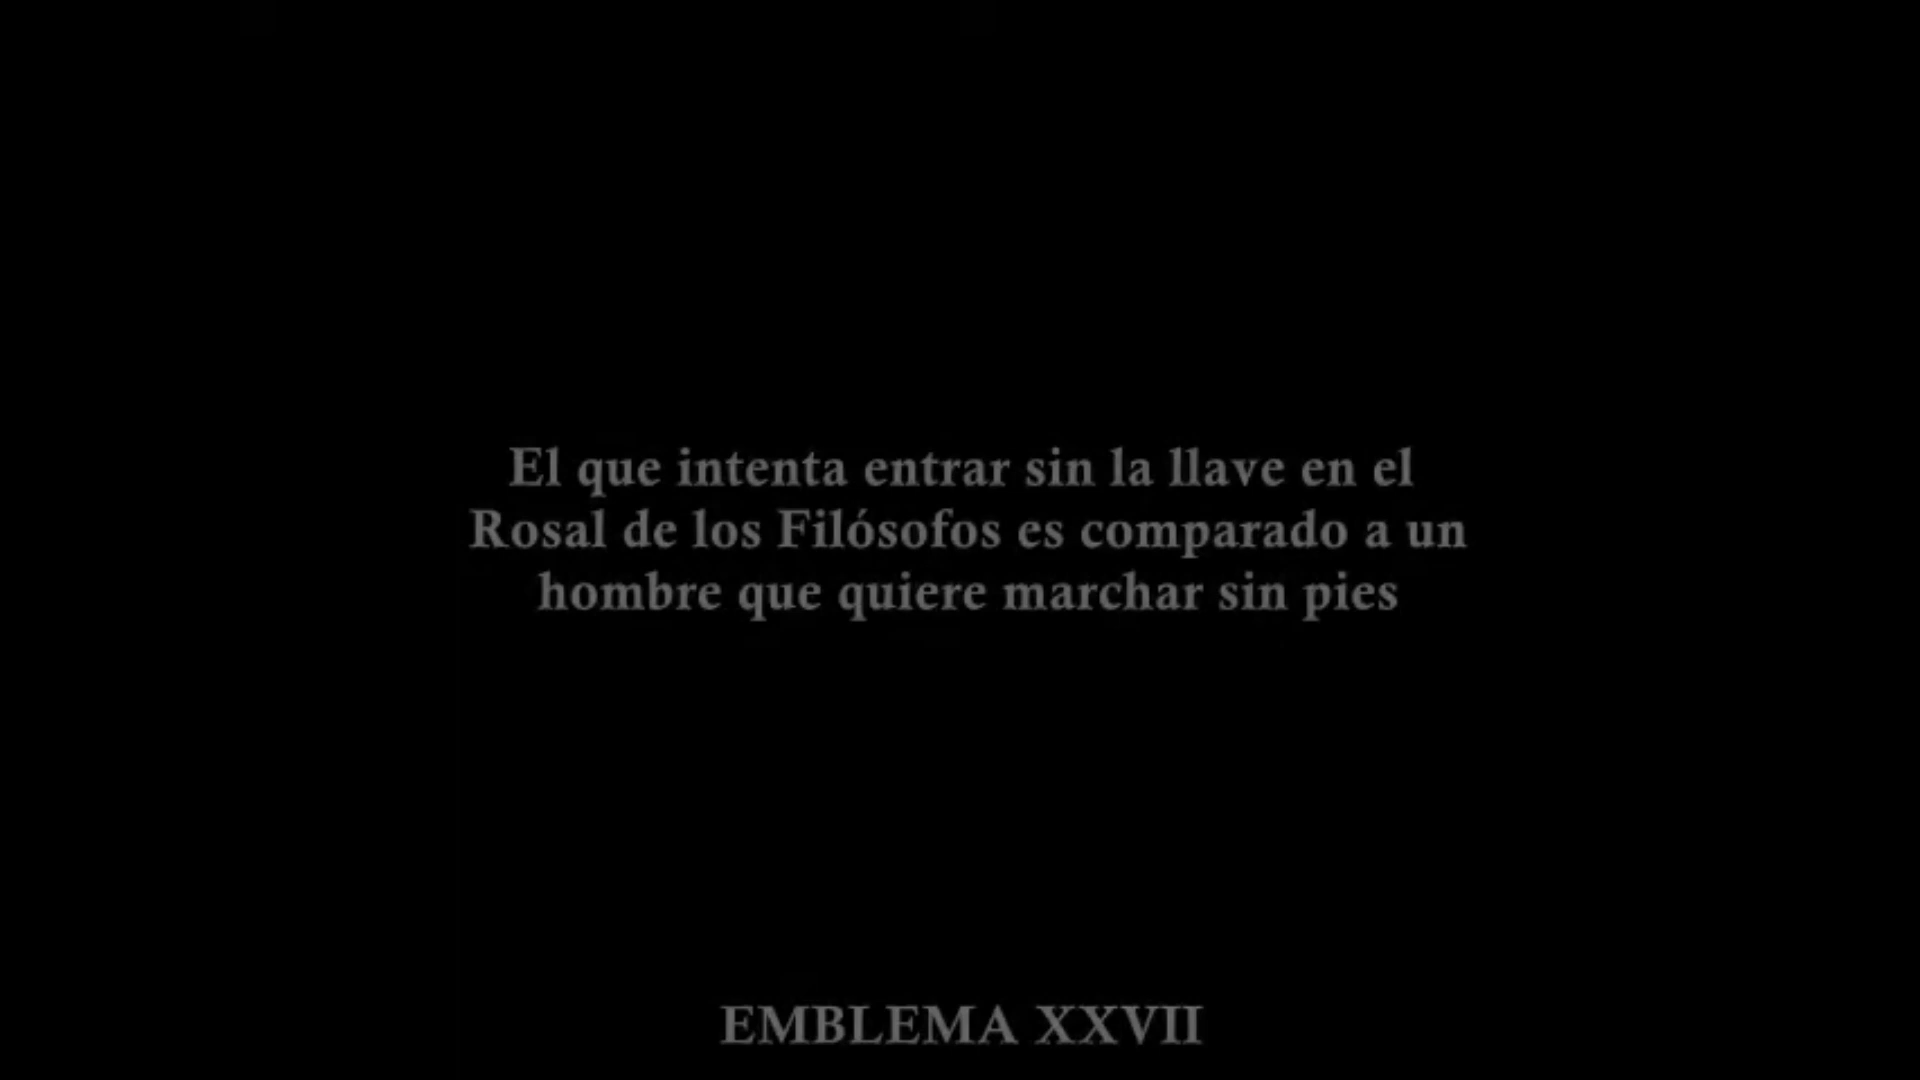 El que intenta entrar sin la llave en el
Rosal de los Filósofos es comparado a un
hombre que quiere marchar sin pies
EMBLEMA XXVII